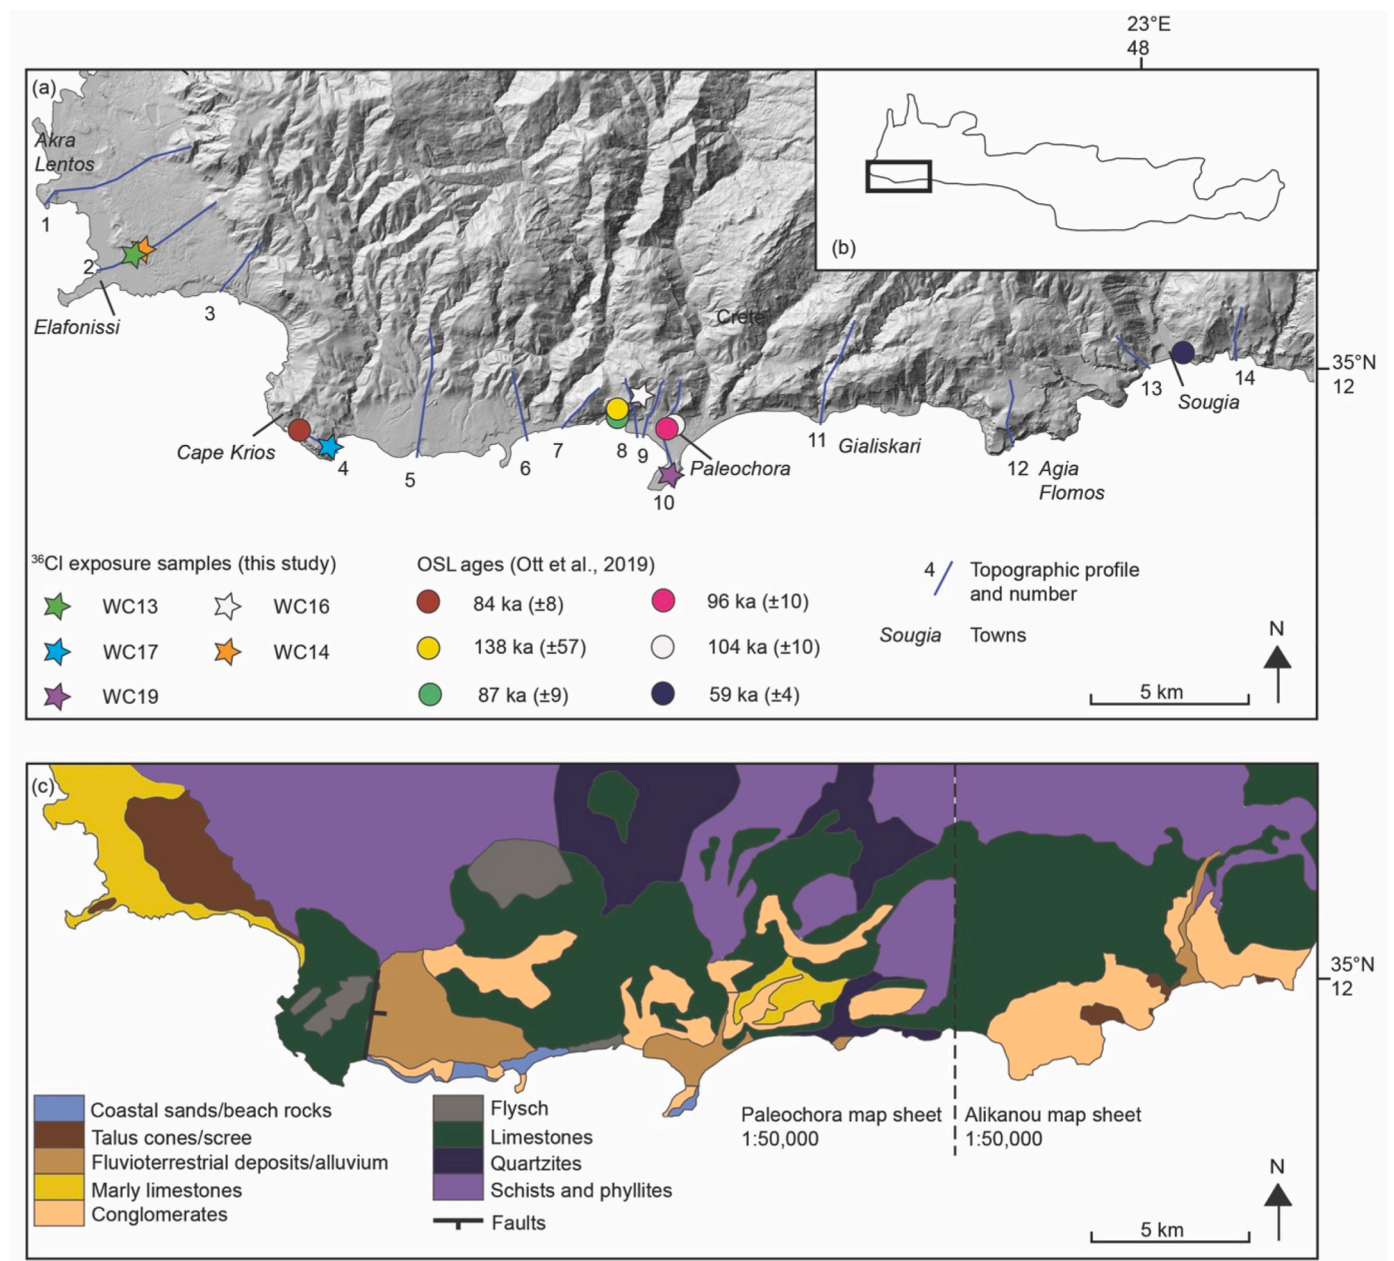 23°E
48
(a)
Akra
Lentos
1
2
3
Elafonissi
(b)
Crete
35°N
12
13
14
Sougia
Cape Krios
4
5
6
7
8
9
10
Paleochora
11
Gialiskari
12
Agia
Flomos
³⁶Cl exposure samples (this study)
WC13
WC16
WC17
WC14
WC19
OSL ages (Ott et al., 2019)
84 ka (±8)
96 ka (±10)
138 ka (±57)
104 ka (±10)
87 ka (±9)
59 ka (±4)
4
Topographic profile
and number
Sougia
Towns
N
5 km
(c)
35°N
12
Coastal sands/beach rocks
Talus cones/scree
Fluvioterrestrial deposits/alluvium
Marly limestones
Conglomerates
Flysch
Limestones
Quartzites
Schists and phyllites
Faults
Paleochora map sheet
1:50,000
Alikanou map sheet
1:50,000
N
5 km